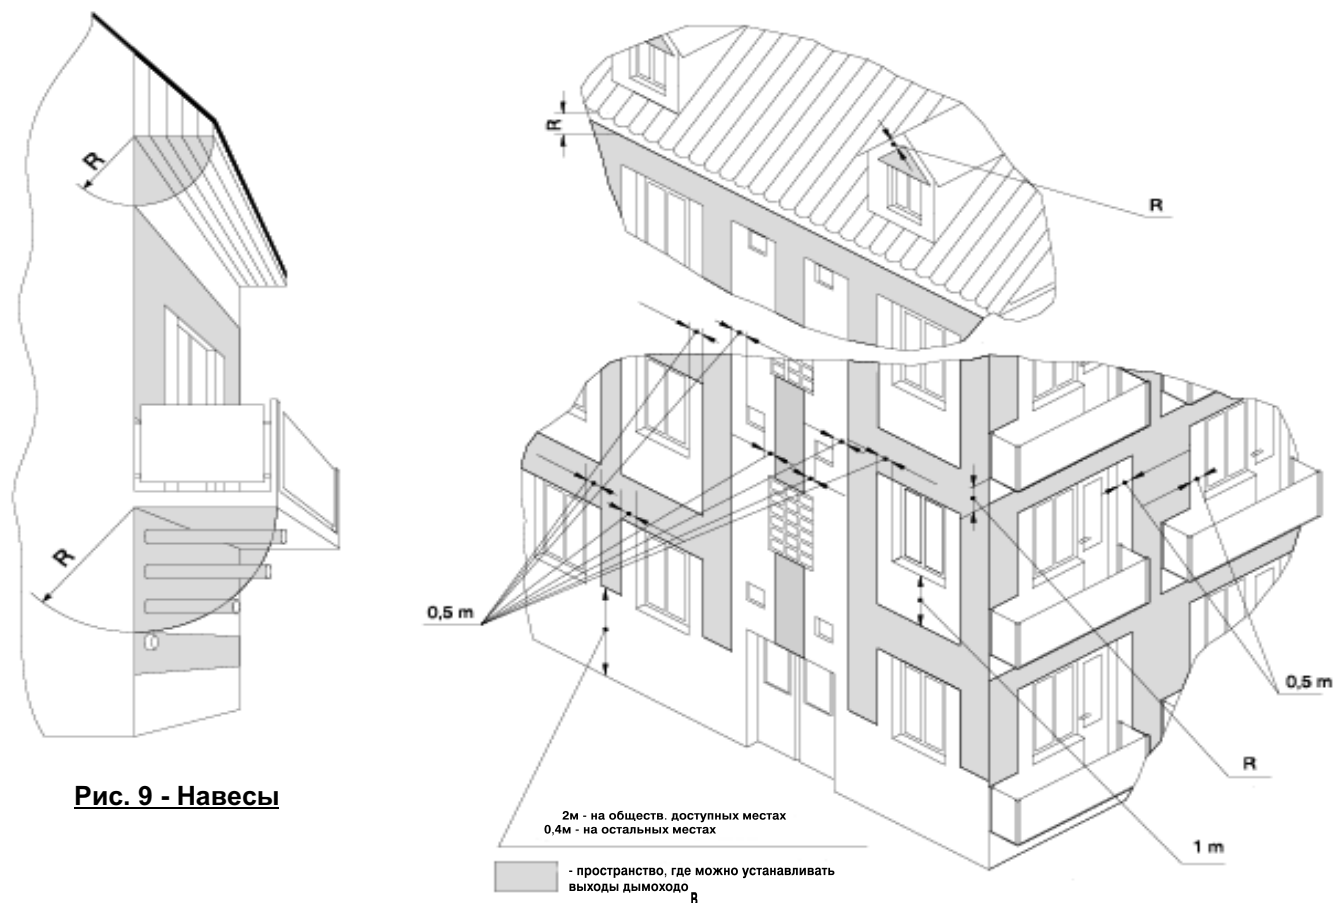 R
R
Рис. 9 - Навесы
R
R
0,5 m
0,5 m
R
1 m
2м - на обществ. доступных местах
0,4м - на остальных местах
- пространство, где можно устанавливать
выходы дымоходо
в